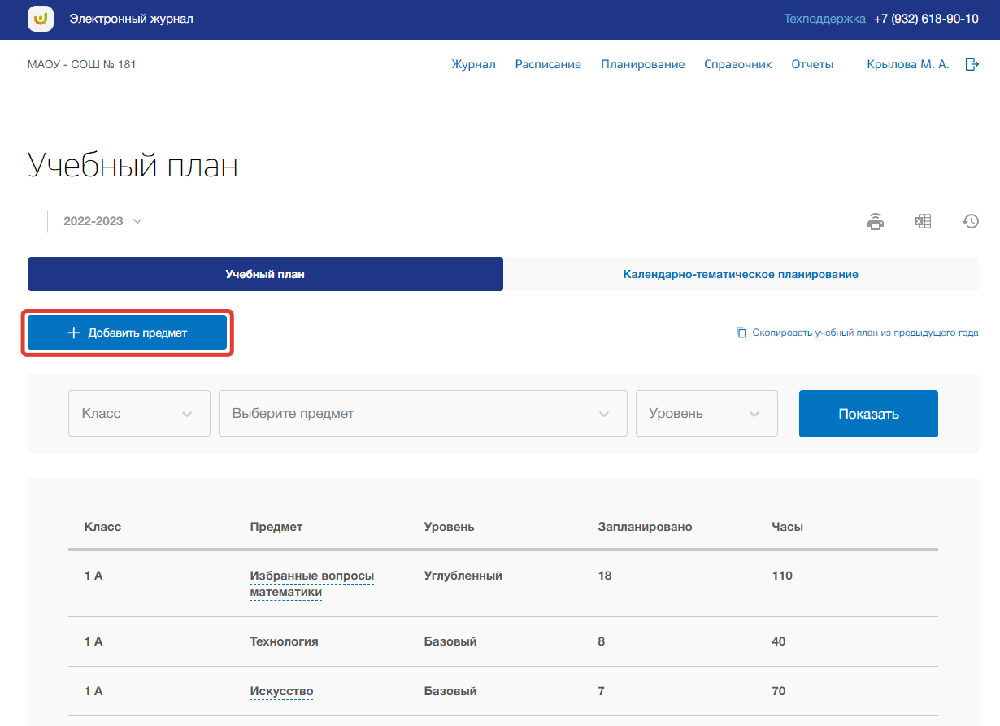 Электронный журнал
Техподдержка +7 (932) 618-90-10
МАОУ - СОШ № 181
Журнал Расписание Планирование Справочник Отчеты Крылова М. А.
Учебный план
2022-2023
Учебный план Календарно-тематическое планирование
Добавить предмет
Скопировать учебный план из предыдущего года
Класс Выберите предмет Уровень Показать
Класс Предмет Уровень Запланировано Часы
1 А Избранные вопросы Углубленный 18 110
математики
1 А Технология Базовый 8 40
1 А Искусство Базовый 7 70